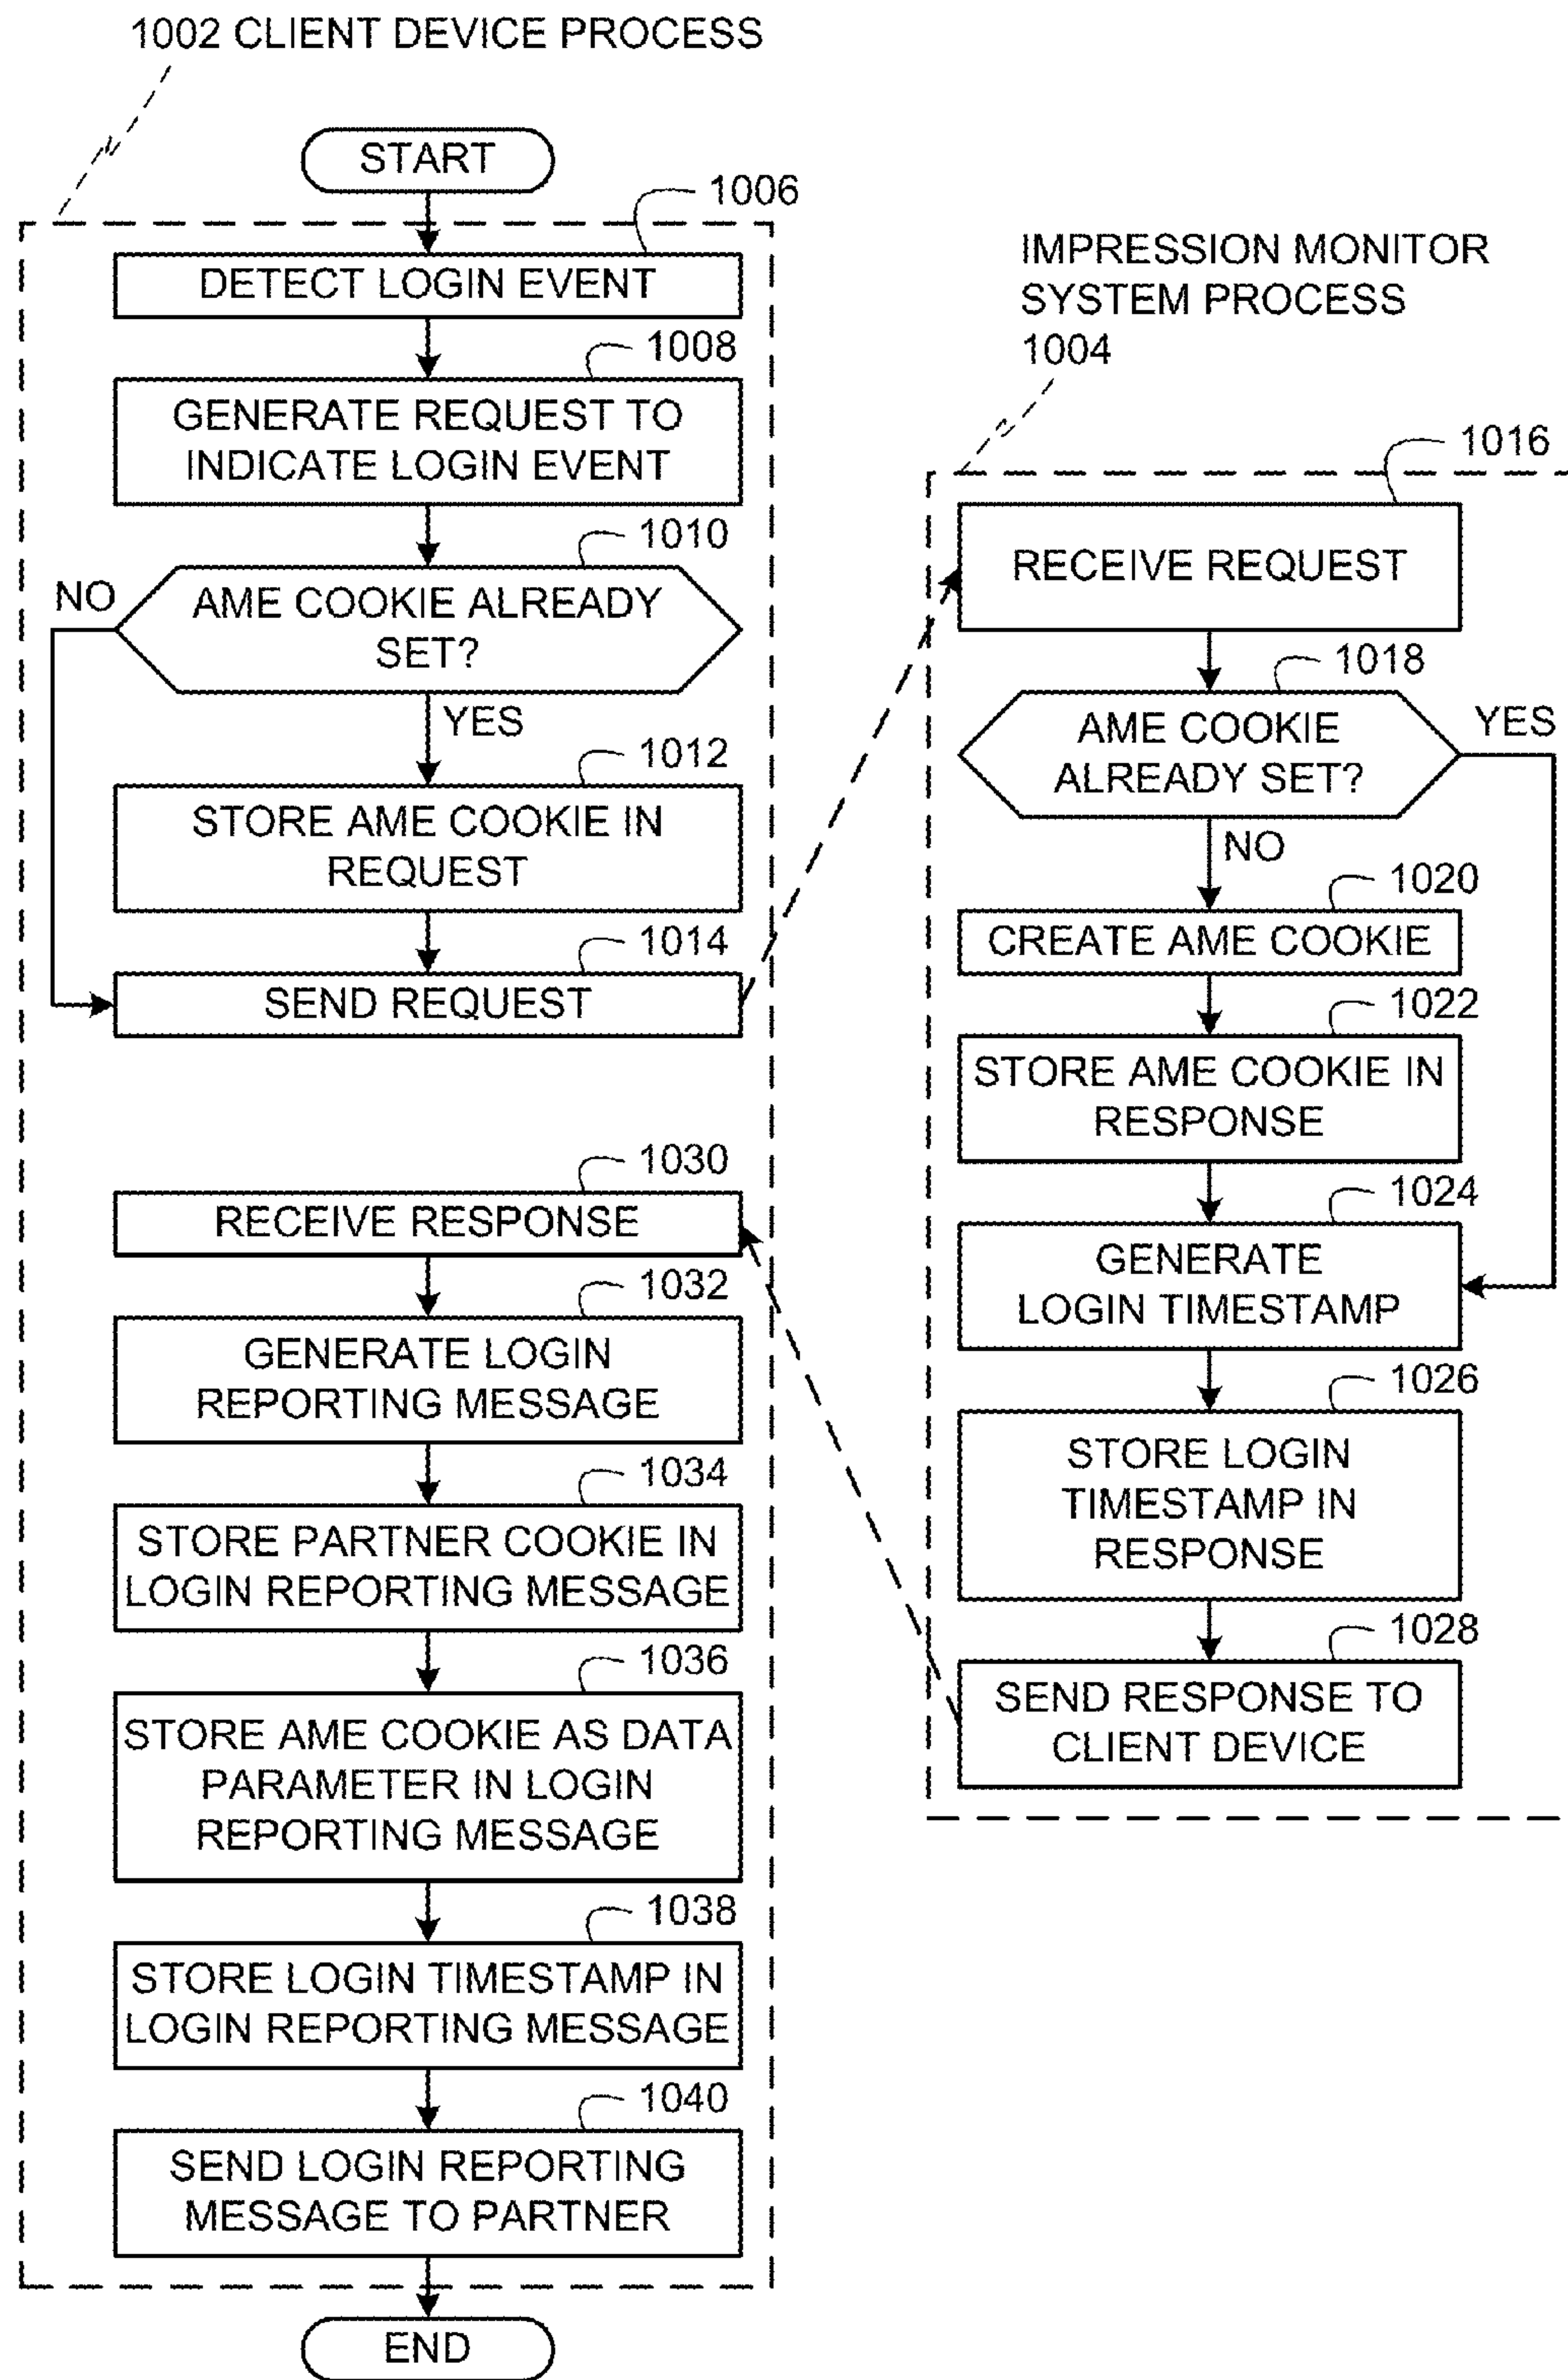 1002 CLIENT DEVICE PROCESS
START
1006
DETECT LOGIN EVENT
1008
GENERATE REQUEST TO
INDICATE LOGIN EVENT
1010
NO
AME COOKIE ALREADY
SET?
YES
1012
STORE AME COOKIE IN
REQUEST
1014
SEND REQUEST
1030
RECEIVE RESPONSE
1032
GENERATE LOGIN
REPORTING MESSAGE
1034
STORE PARTNER COOKIE IN
LOGIN REPORTING MESSAGE
1036
STORE AME COOKIE AS DATA
PARAMETER IN LOGIN
REPORTING MESSAGE
1038
STORE LOGIN TIMESTAMP IN
LOGIN REPORTING MESSAGE
1040
SEND LOGIN REPORTING
MESSAGE TO PARTNER
END
IMPRESSION MONITOR
SYSTEM PROCESS
1004
1016
RECEIVE REQUEST
1018
AME COOKIE
ALREADY SET?
YES
NO
1020
CREATE AME COOKIE
1022
STORE AME COOKIE IN
RESPONSE
1024
GENERATE
LOGIN TIMESTAMP
1026
STORE LOGIN
TIMESTAMP IN
RESPONSE
1028
SEND RESPONSE TO
CLIENT DEVICE